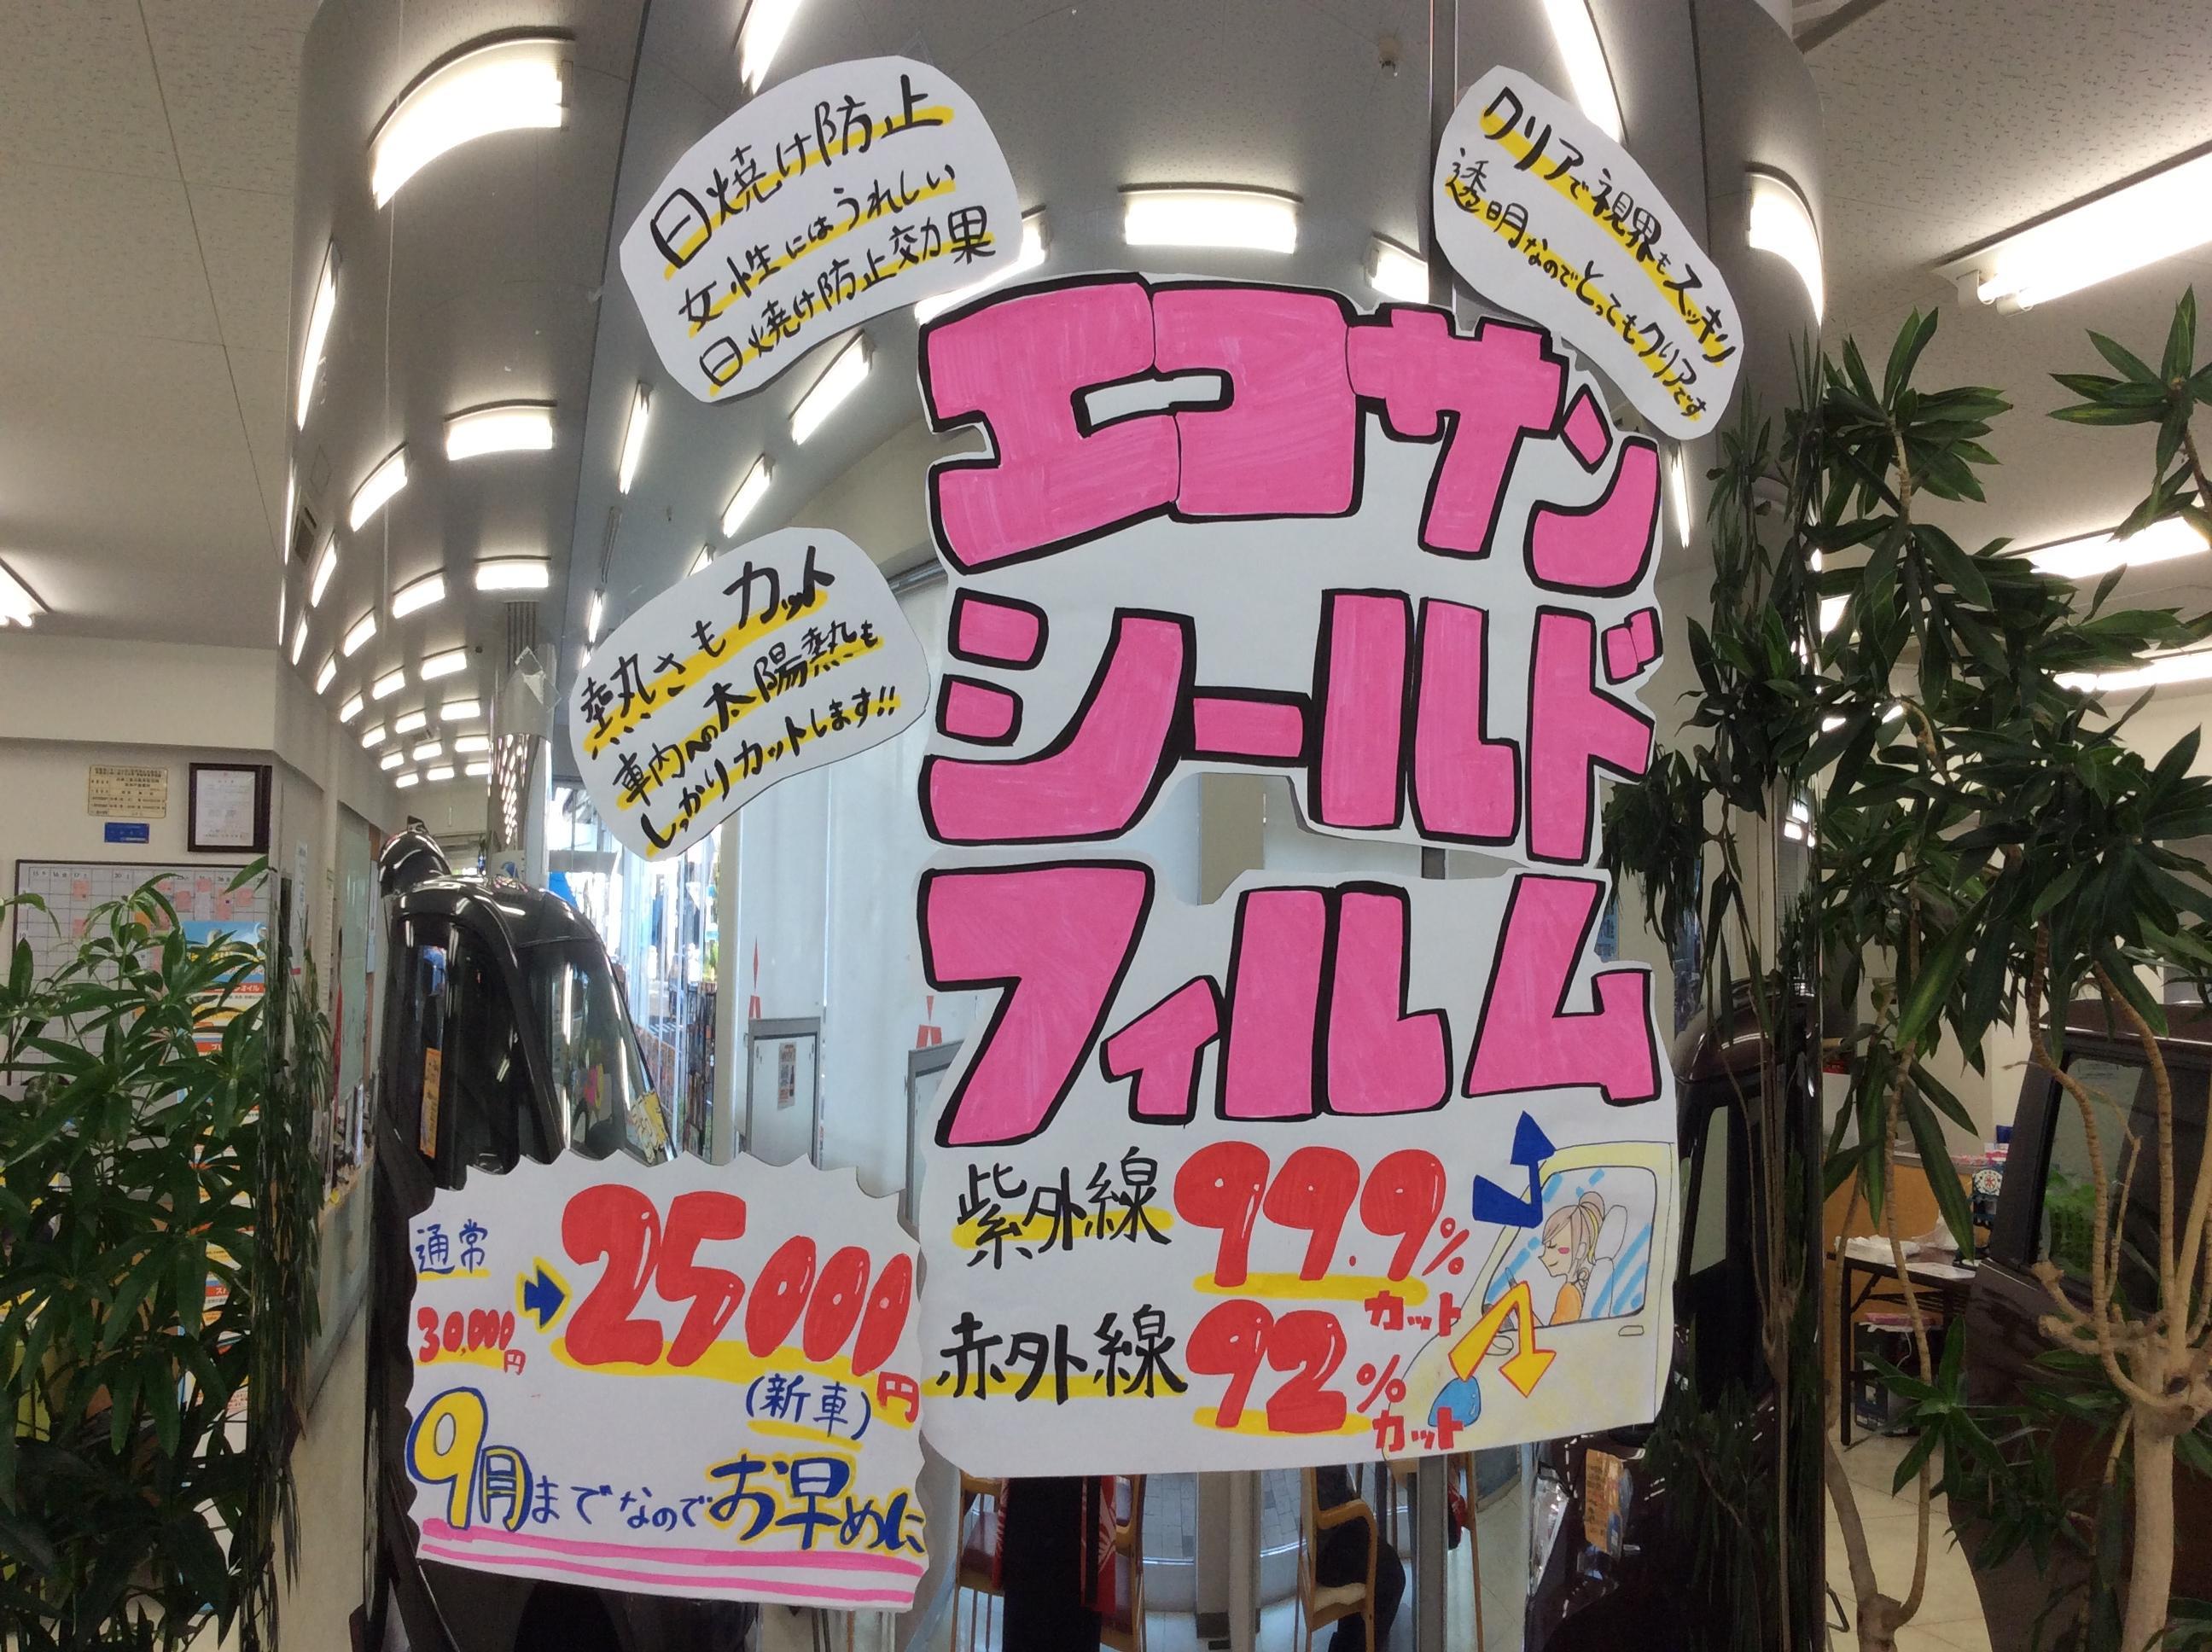 日焼け防止
女性にはうれしい
日焼け防止効果
クリアで視界もスッキリ
透明なのでとってもクリアです
エコサン
シールド
フィルム
熱さもカット
車内への太陽熱も
しっかりカットします!!
紫外線99.9%
カット
赤外線92%
カット
通常
30,000円
25000円
(新車)
9月までなのでお早めに